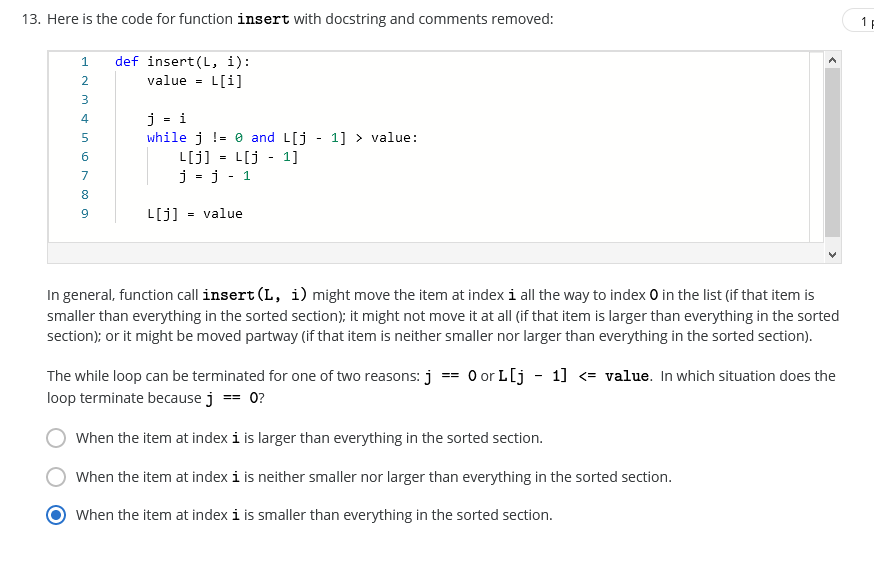 13. Here is the code for function insert with docstring and comments removed:
1 p
1 def insert(L, i):
2     value = L[i]
3
4     j = i
5     while j != 0 and L[j - 1] > value:
6         L[j] = L[j - 1]
7         j = j - 1
8
9     L[j] = value
In general, function call insert(L, i) might move the item at index i all the way to index 0 in the list (if that item is
smaller than everything in the sorted section); it might not move it at all (if that item is larger than everything in the sorted
section); or it might be moved partway (if that item is neither smaller nor larger than everything in the sorted section).
The while loop can be terminated for one of two reasons: j == 0 or L[j - 1] <= value. In which situation does the
loop terminate because j == 0?
When the item at index i is larger than everything in the sorted section.
When the item at index i is neither smaller nor larger than everything in the sorted section.
When the item at index i is smaller than everything in the sorted section.